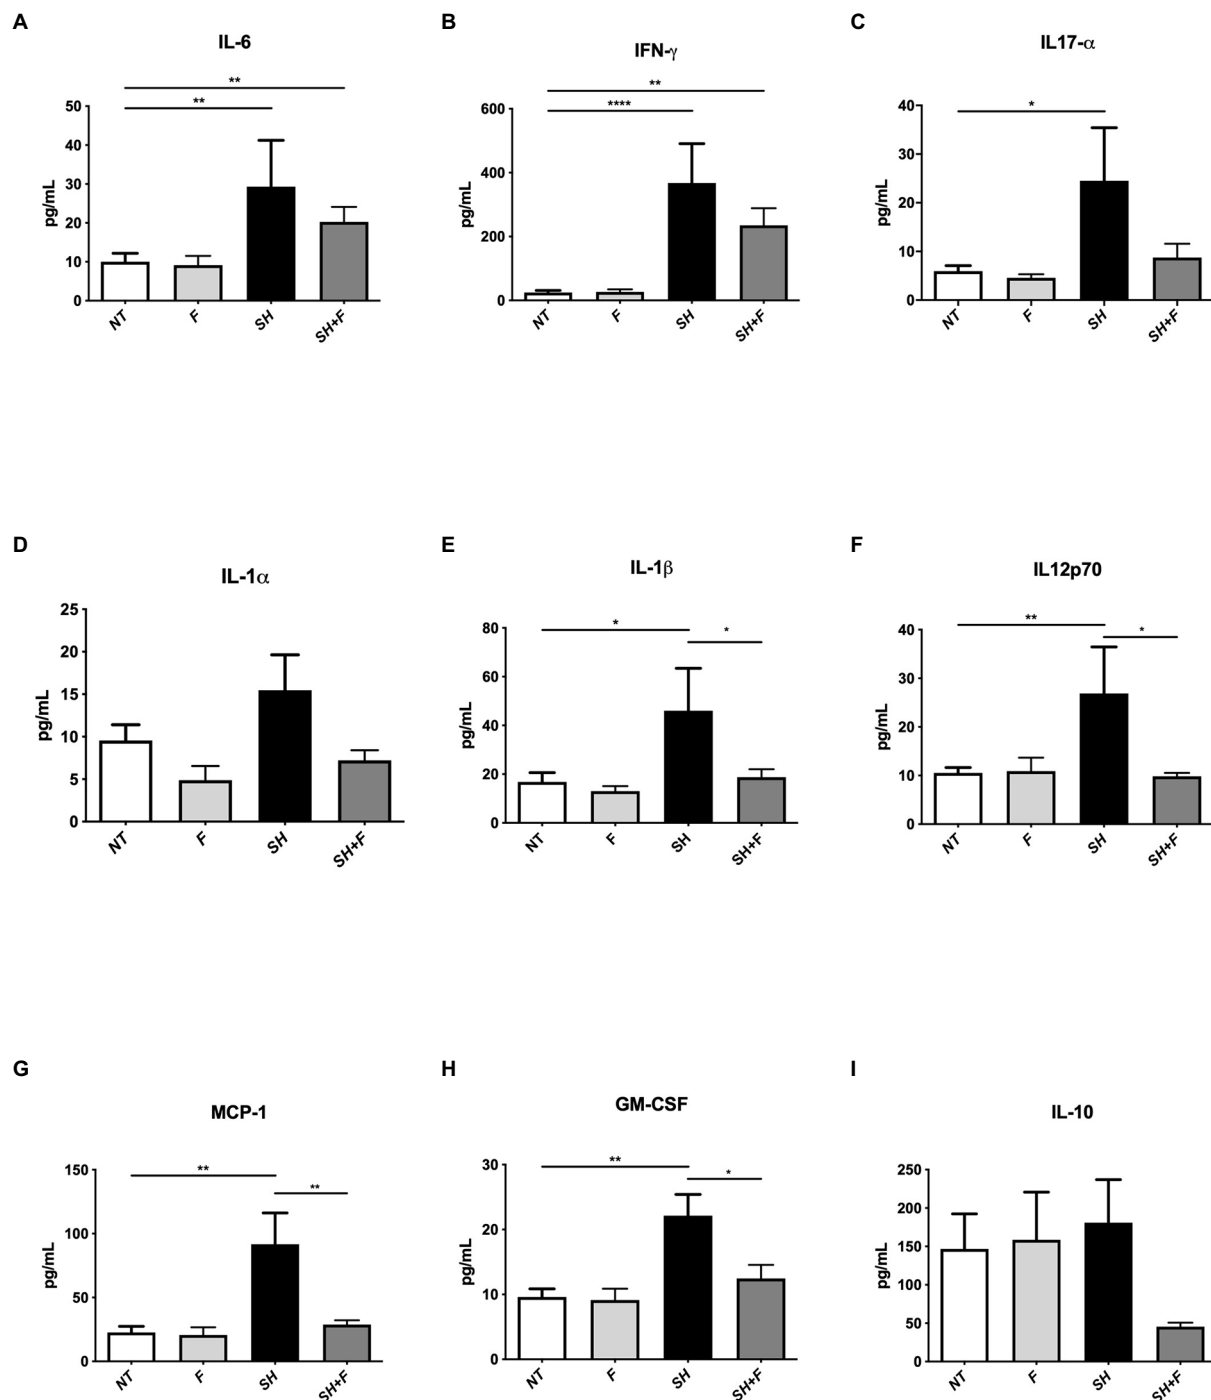 A
IL-6
**
**
50
40
30
20
10
0
pg/mL
NT
F
SH
SH+F
B
IFN-γ
**
****
600
400
200
0
pg/mL
NT
F
SH
SH+F
C
IL17-α
*
40
30
20
10
0
pg/mL
NT
F
SH
SH+F
D
IL-1α
25
20
15
10
5
0
pg/mL
NT
F
SH
SH+F
E
IL-1β
*
*
80
60
40
20
0
pg/mL
NT
F
SH
SH+F
F
IL12p70
**
*
40
30
20
10
0
pg/mL
NT
F
SH
SH+F
G
MCP-1
**
**
150
100
50
0
pg/mL
NT
F
SH
SH+F
H
GM-CSF
**
*
30
20
10
0
pg/mL
NT
F
SH
SH+F
I
IL-10
250
200
150
100
50
0
pg/mL
NT
F
SH
SH+F